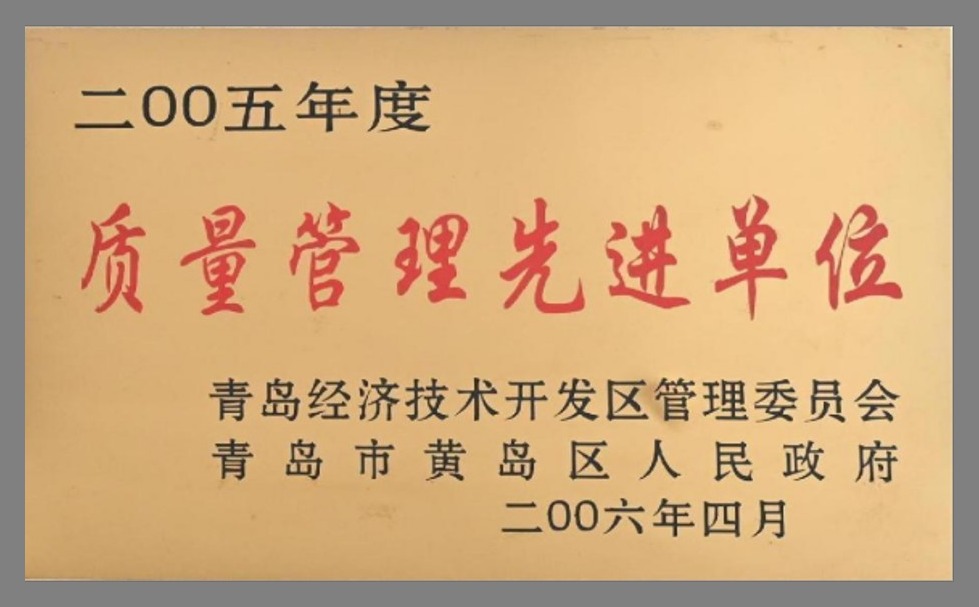 二00五年度
质量管理先进单位
青岛经济技术开发区管理委员会
青岛市黄岛区人民政府
二00六年四月